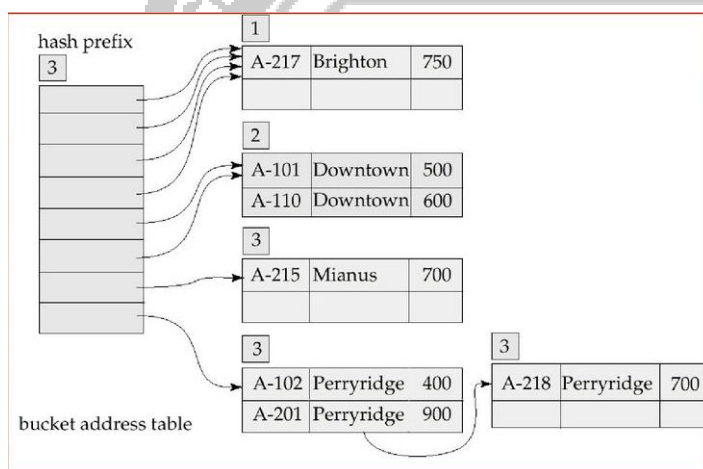 hash prefix
3
1
A-217 Brighton 750
2
A-101 Downtown 500
A-110 Downtown 600
3
A-215 Mianus 700
3
A-102 Perryridge 400
A-201 Perryridge 900
3
A-218 Perryridge 700
bucket address table